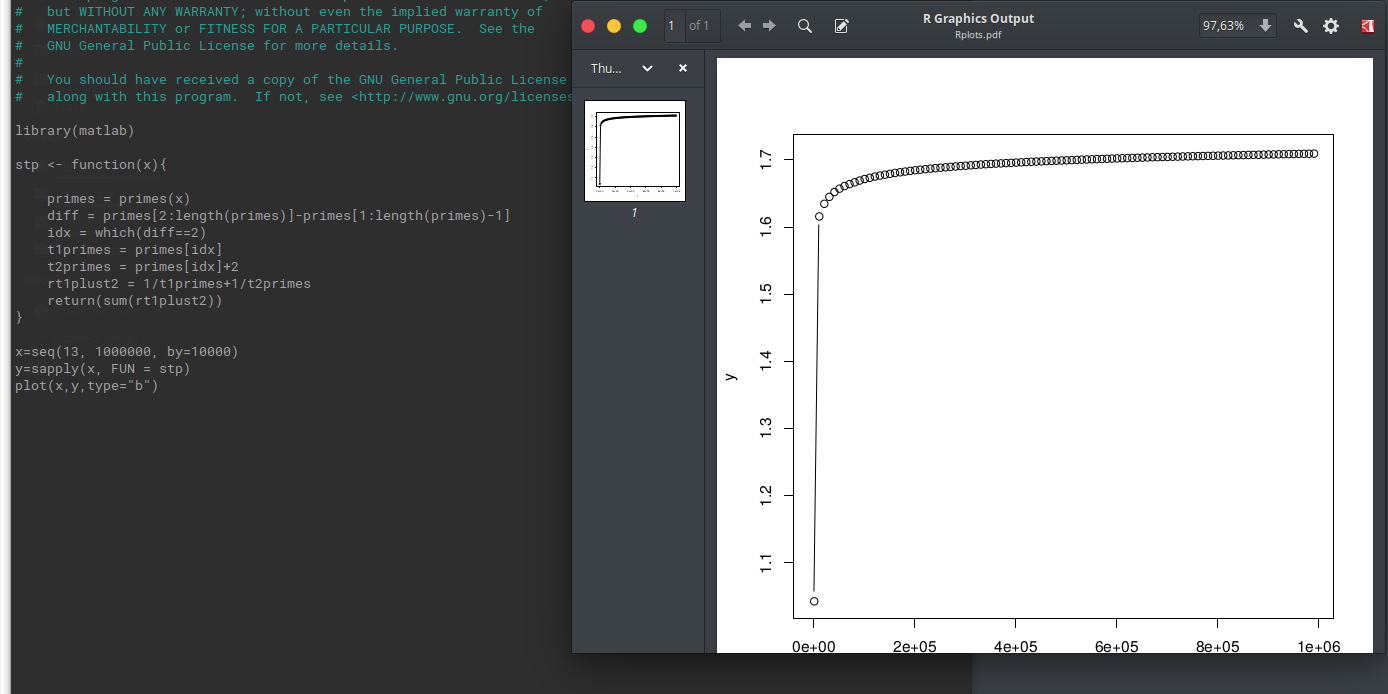 #   but WITHOUT ANY WARRANTY; without even the implied warranty of
#   MERCHANTABILITY or FITNESS FOR A PARTICULAR PURPOSE.  See the
#   GNU General Public License for more details.
#
#   You should have received a copy of the GNU General Public License
#   along with this program.  If not, see <http://www.gnu.org/licenses
library(matlab)
stp <- function(x){
    primes = primes(x)
    diff = primes[2:length(primes)]-primes[1:length(primes)-1]
    idx = which(diff==2)
    t1primes = primes[idx]
    t2primes = primes[idx]+2
    rt1plust2 = 1/t1primes+1/t2primes
    return(sum(rt1plust2))
}
x=seq(13, 1000000, by=10000)
y=sapply(x, FUN = stp)
plot(x,y,type="b")
1 of 1
R Graphics Output
Rplots.pdf
97,63%
Thu...
1
1.7
1.6
1.5
1.4
1.3
1.2
1.1
y
0e+00 2e+05 4e+05 6e+05 8e+05 1e+06